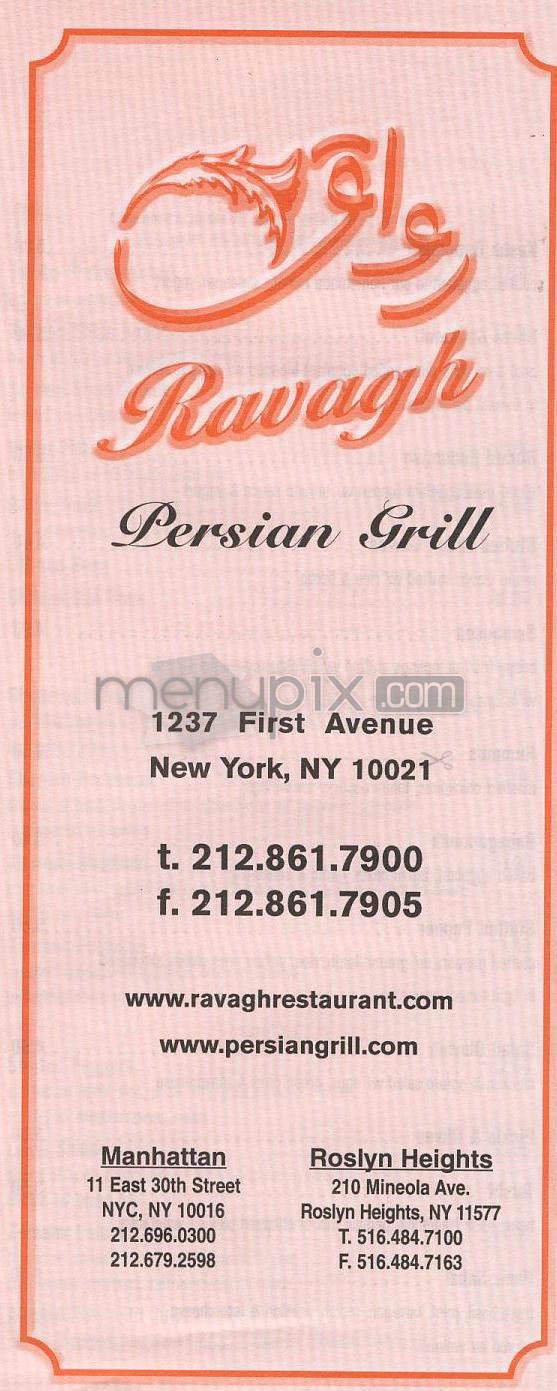 رواق
Ravagh
Persian Grill
menupix.com
1237 First Avenue
New York, NY 10021
t. 212.861.7900
f. 212.861.7905
www.ravaghrestaurant.com
www.persiangrill.com
Manhattan
11 East 30th Street
NYC, NY 10016
212.696.0300
212.679.2598
Roslyn Heights
210 Mineola Ave.
Roslyn Heights, NY 11577
T. 516.484.7100
F. 516.484.7163